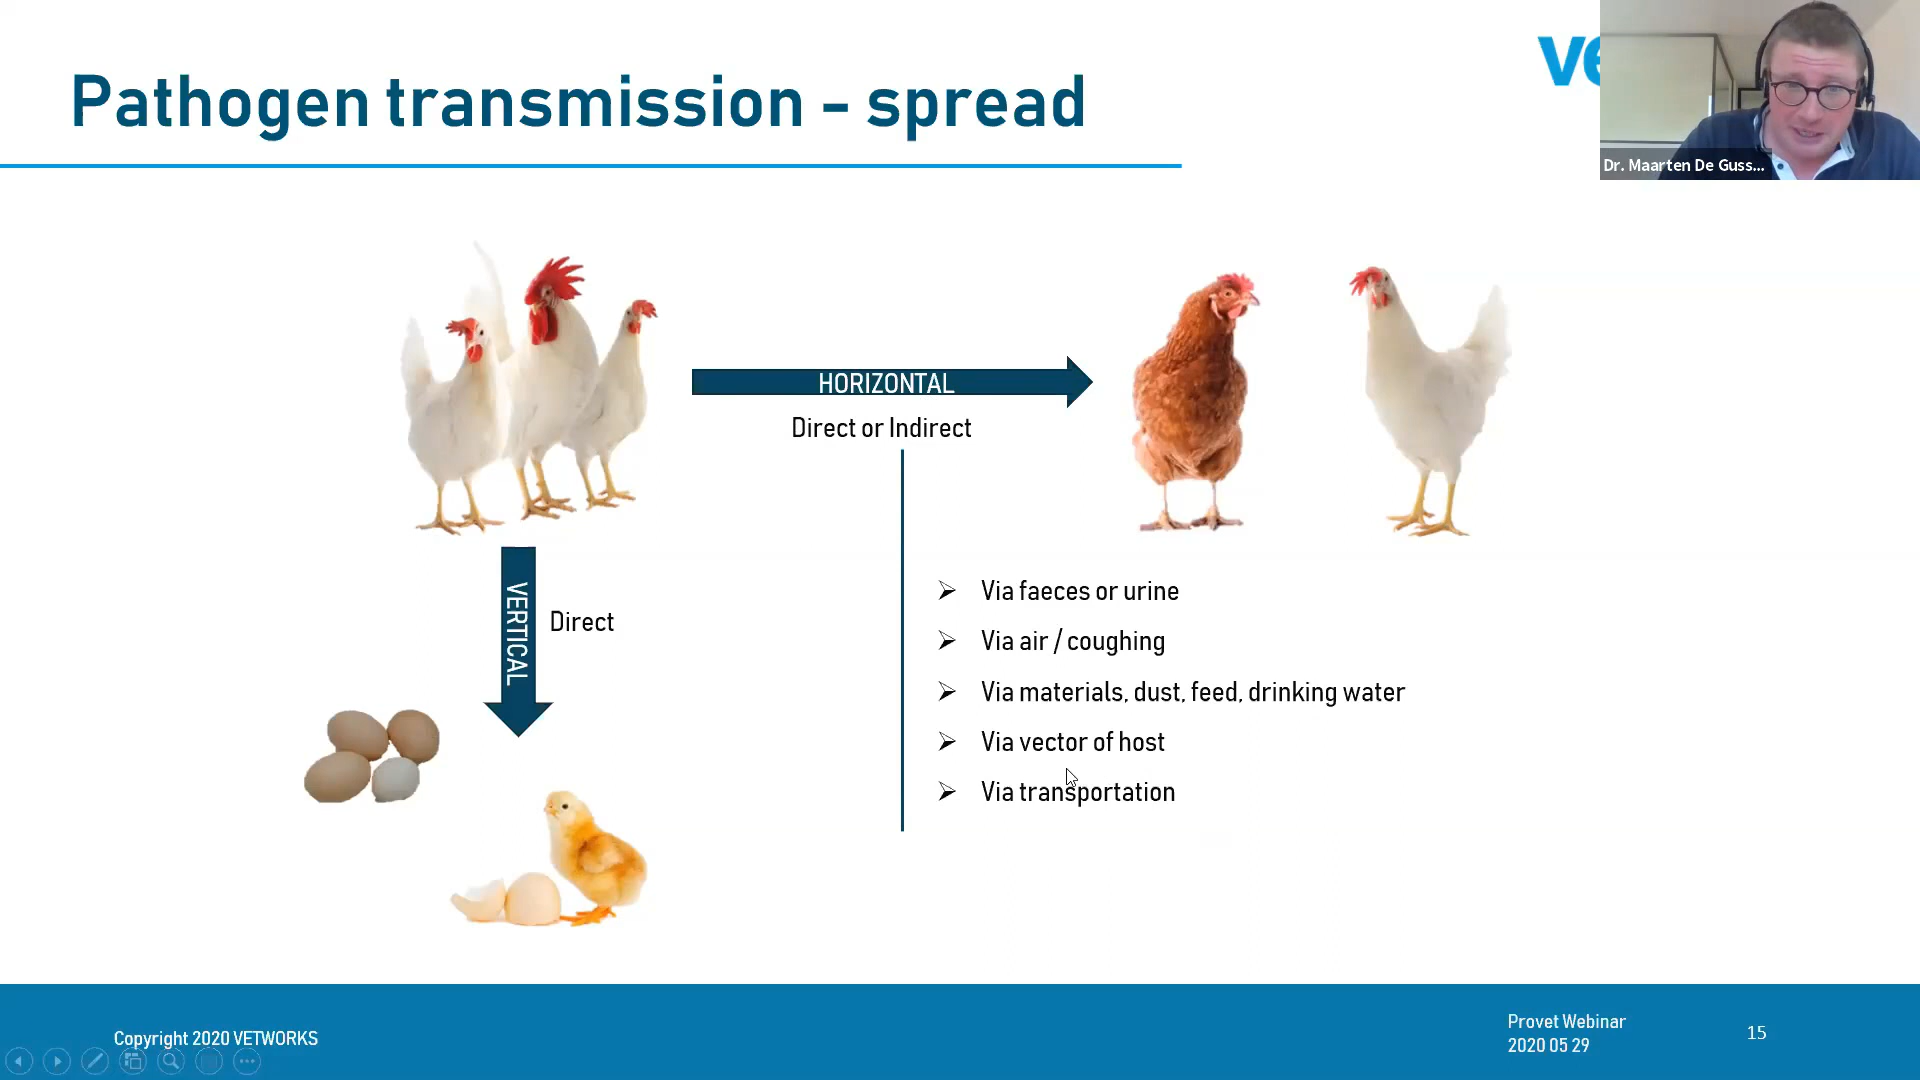 Pathogen transmission - spread
VE
Dr. Maarten De Guss...
HORIZONTAL
Direct or Indirect
VERTICAL
Direct
Via faeces or urine
Via air / coughing
Via materials, dust, feed, drinking water
Via vector of host
Via transportation
Copyright 2020 VETWORKS
Provet Webinar
2020 05 29
15